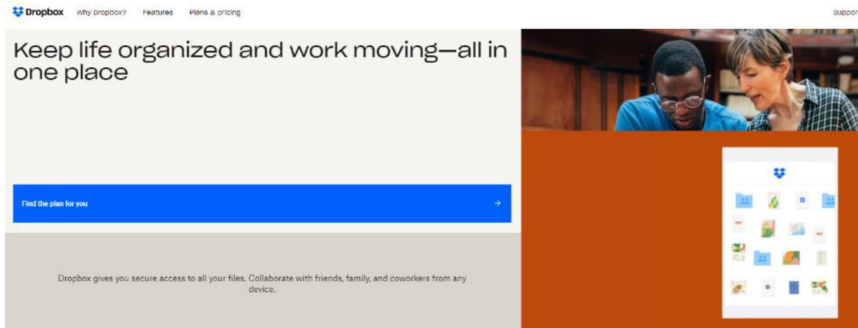 Dropbox Why Dropbox? Features Plans & pricing Suppor
Keep life organized and work moving—all in
one place
Find the plan for you →
Dropbox gives you secure access to all your files. Collaborate with friends, family, and coworkers from any
device.